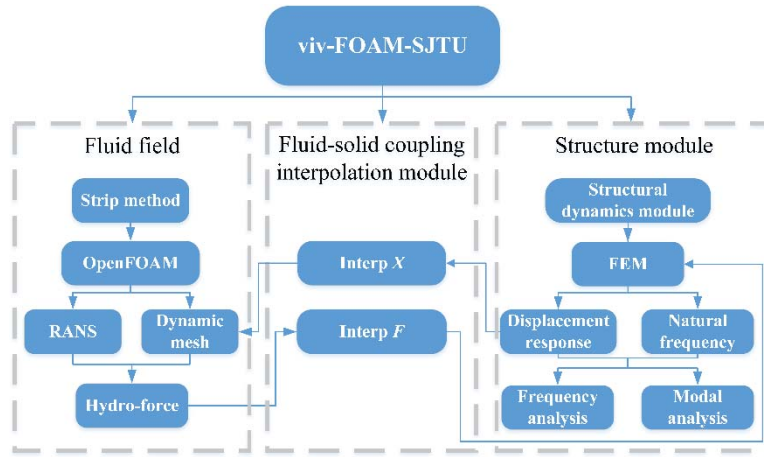 viv-FOAM-SJTU
Fluid field
Strip method
OpenFOAM
RANS
Dynamic
mesh
Hydro-force
Fluid-solid coupling
interpolation module
Interp X
Interp F
Structure module
Structural
dynamics module
FEM
Displacement
response
Natural
frequency
Frequency
analysis
Modal
analysis